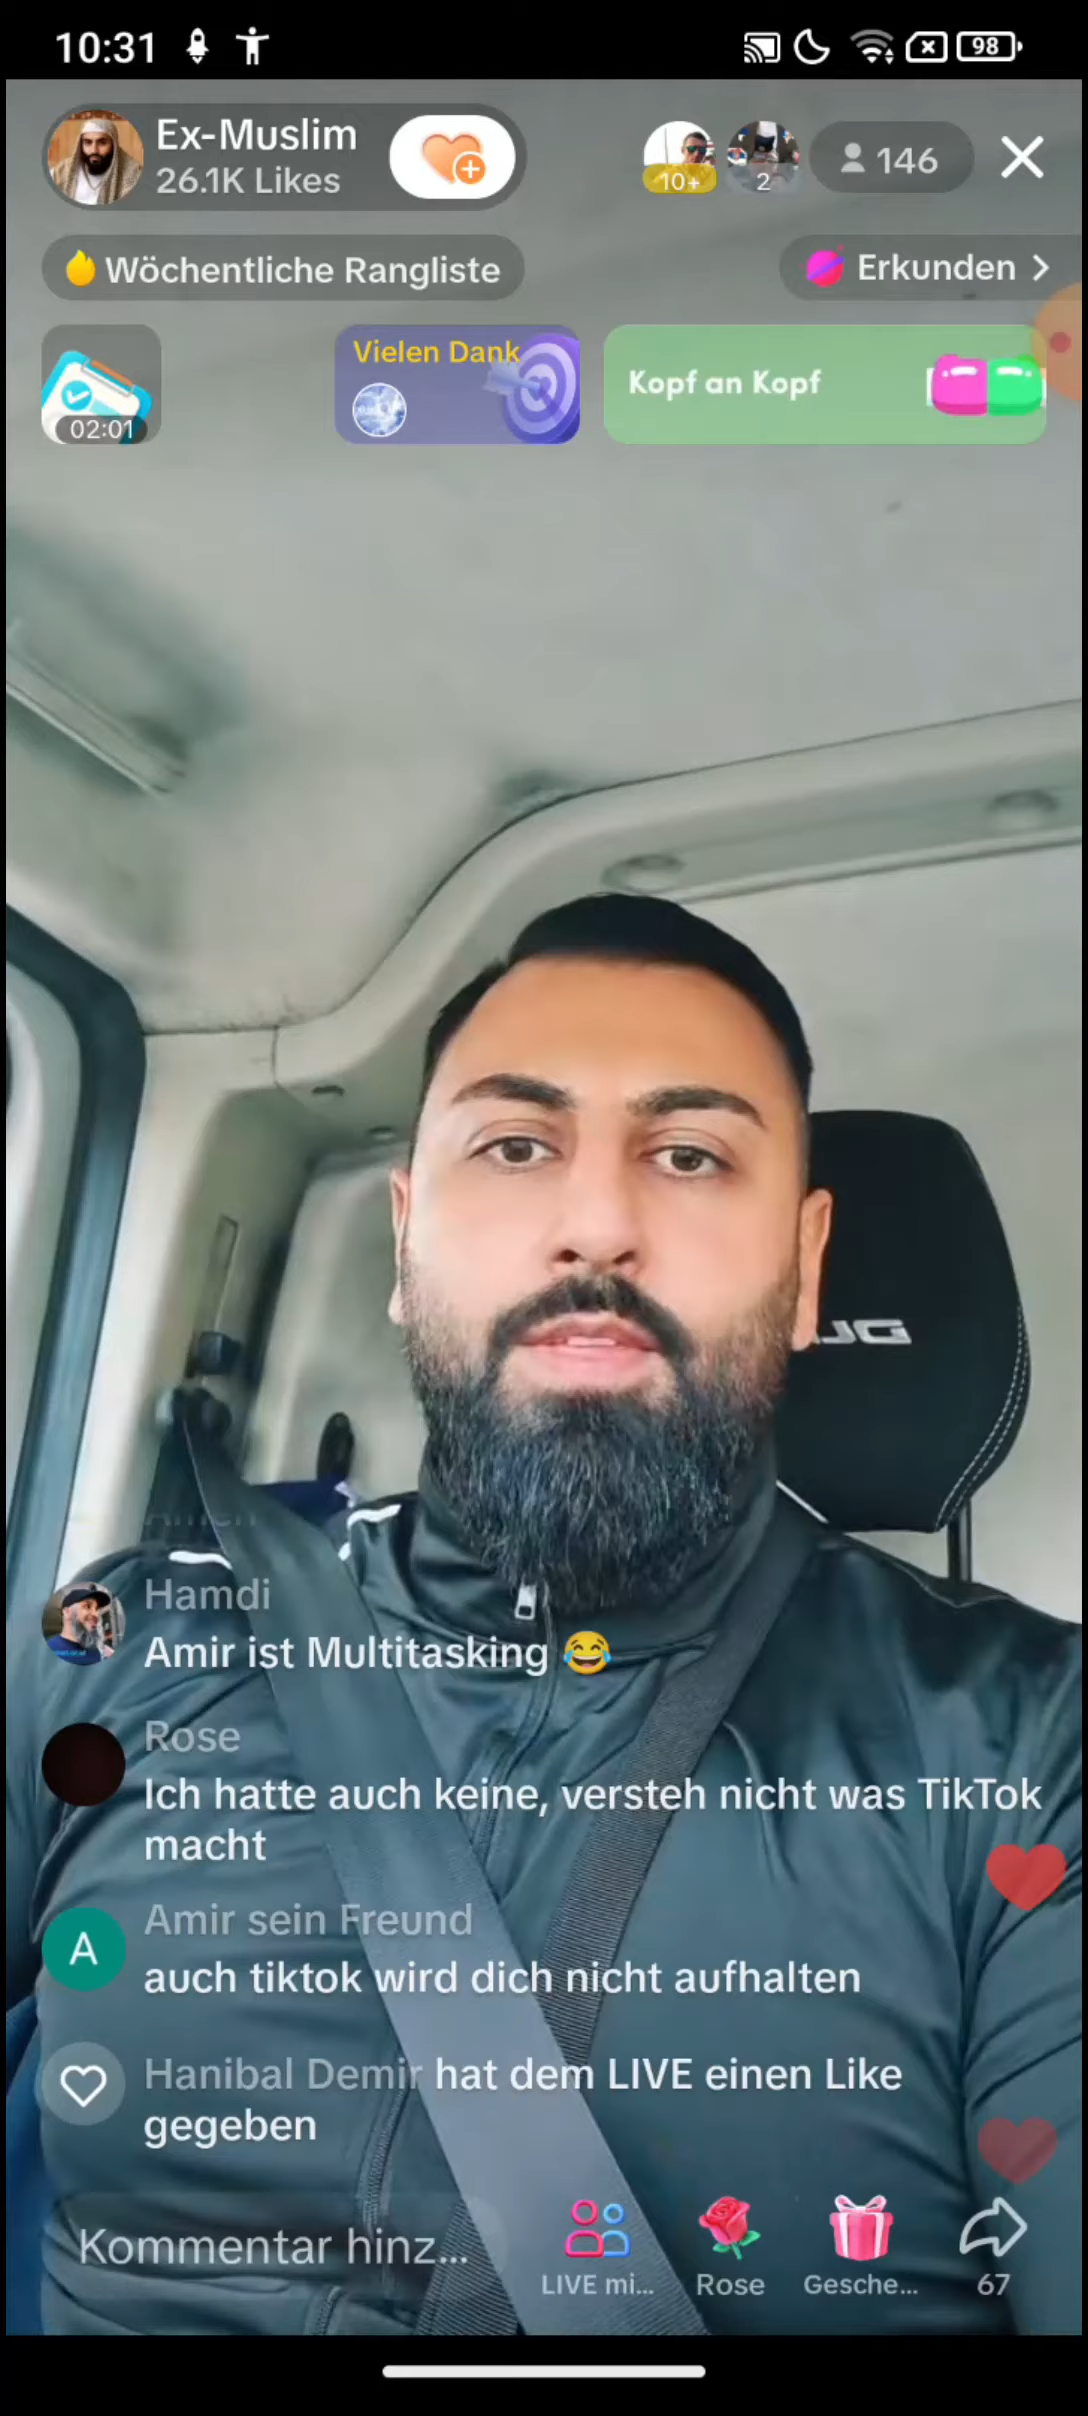 10:31
98
Ex-Muslim
26.1K Likes
10+
2
146
Wöchentliche Rangliste
Erkunden >
Vielen Dank
Kopf an Kopf
02:01
Hamdi
Amir ist Multitasking 😂
Rose
Ich hatte auch keine, versteh nicht was TikTok
macht
Amir sein Freund
A
auch tiktok wird dich nicht aufhalten
Hanibal Demir hat dem LIVE einen Like
gegeben
Kommentar hinz...
LIVE mi...
Rose
Gesche...
67